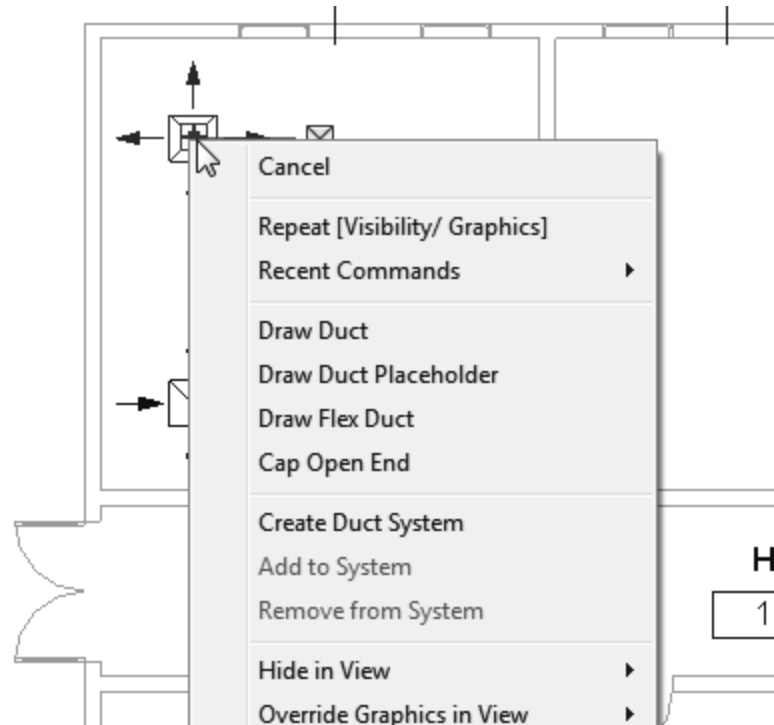 Cancel
Repeat [Visibility/ Graphics]
Recent Commands
Draw Duct
Draw Duct Placeholder
Draw Flex Duct
Cap Open End
Create Duct System
Add to System
H
Remove from System
1
Hide in View
Override Graphics in View